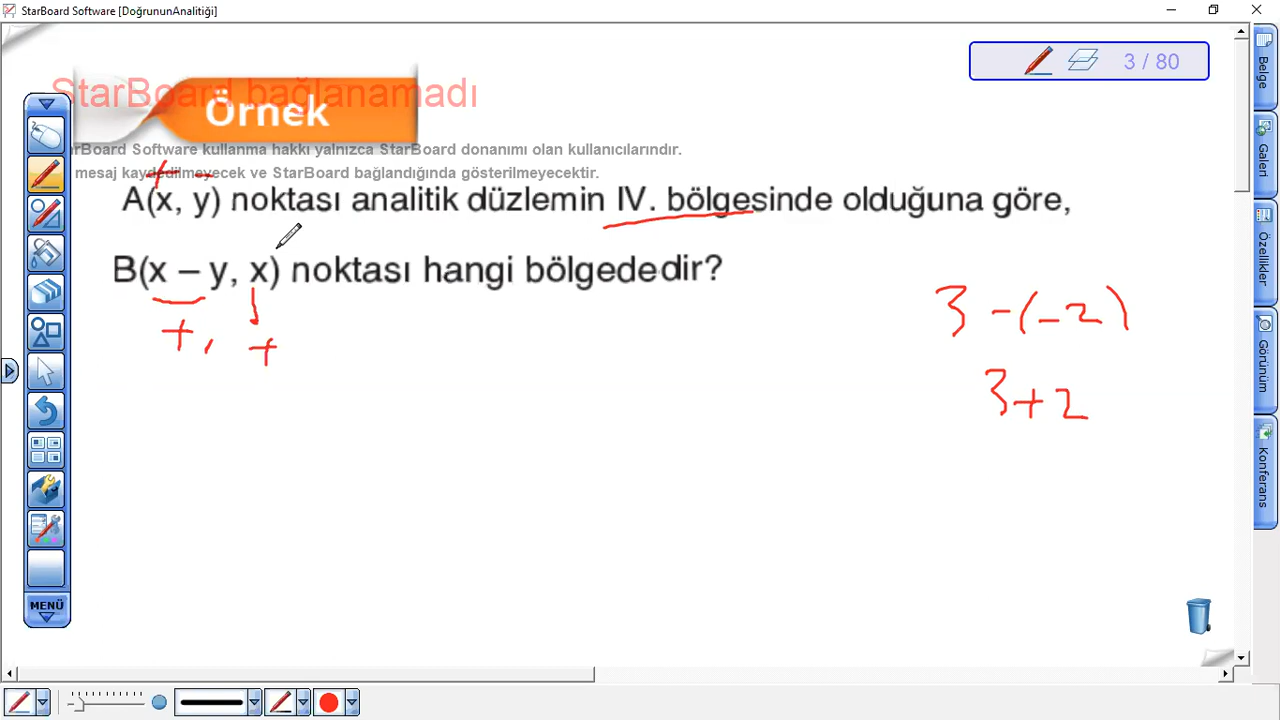 StarBoard Software [DoğrununAnalitiği]
3 / 80
StarBoard bağlanamadı
Örnek
arBoard Software kullanma hakkı yalnızca StarBoard donanımı olan kullanıcılarındır.
mesaj kaydedilmeyecek ve StarBoard bağlandığında gösterilmeyecektir.
+ -
A(x, y) noktası analitik düzlemin IV. bölgesinde olduğuna göre,
B(x – y, x) noktası hangi bölgededir?
+, +
3 -(-2)
3+2
MENÜ
Belge
Galeri
Özellikler
Görünüm
Konferans